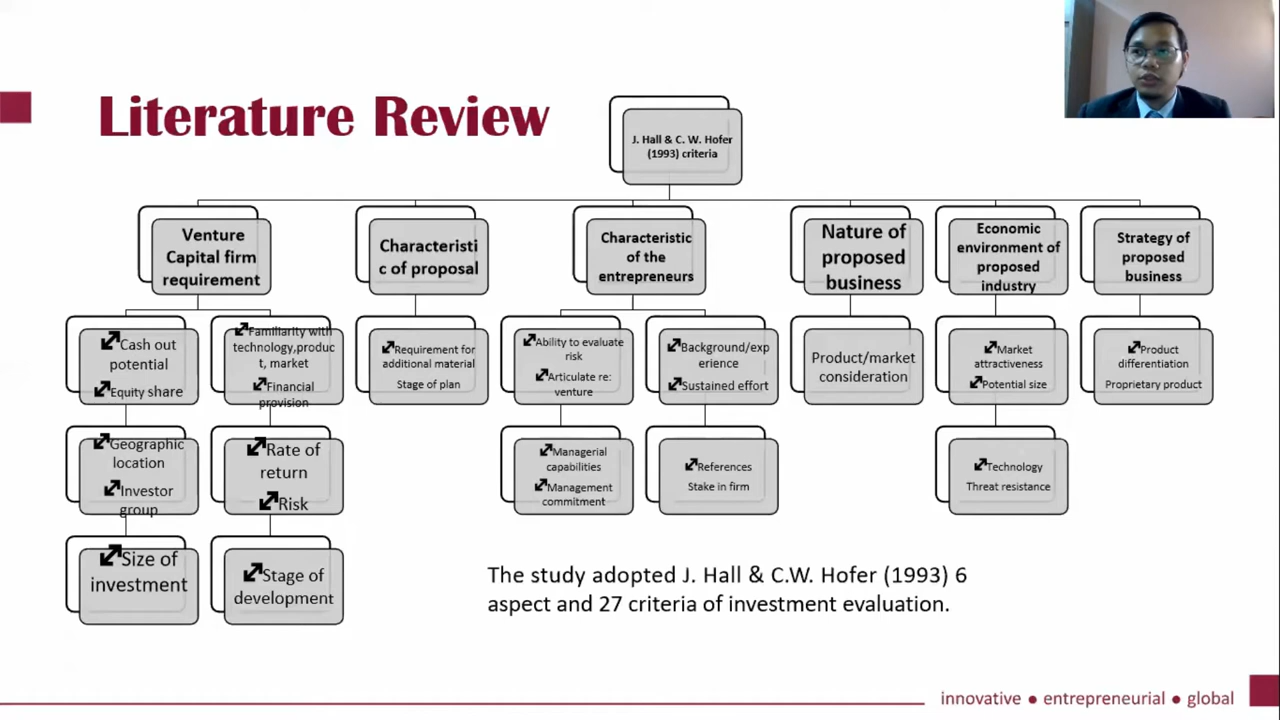 Literature Review
J. Hall & C. W. Hofer
(1993) criteria
Venture
Capital firm
requirement
Characteristi
c of proposal
Characteristic
of the
entrepreneurs
Nature of
proposed
business
Economic
environment of
proposed
industry
Strategy of
proposed
business
Cash out
potential
Equity share
Familiarity with
technology,produc
t, market
Financial
provision
Requirement for
additional material
Stage of plan
Ability to evaluate
risk
Articulate re:
venture
Background/exp
erience
Sustained effort
Product/market
consideration
Market
attractiveness
Potential size
Product
differentiation
Proprietary product
Geographic
location
Investor
group
Rate of
return
Risk
Managerial
capabilities
Management
commitment
References
Stake in firm
Technology
Threat resistance
Size of
investment
Stage of
development
The study adopted J. Hall & C.W. Hofer (1993) 6
aspect and 27 criteria of investment evaluation.
innovative ● entrepreneurial ● global